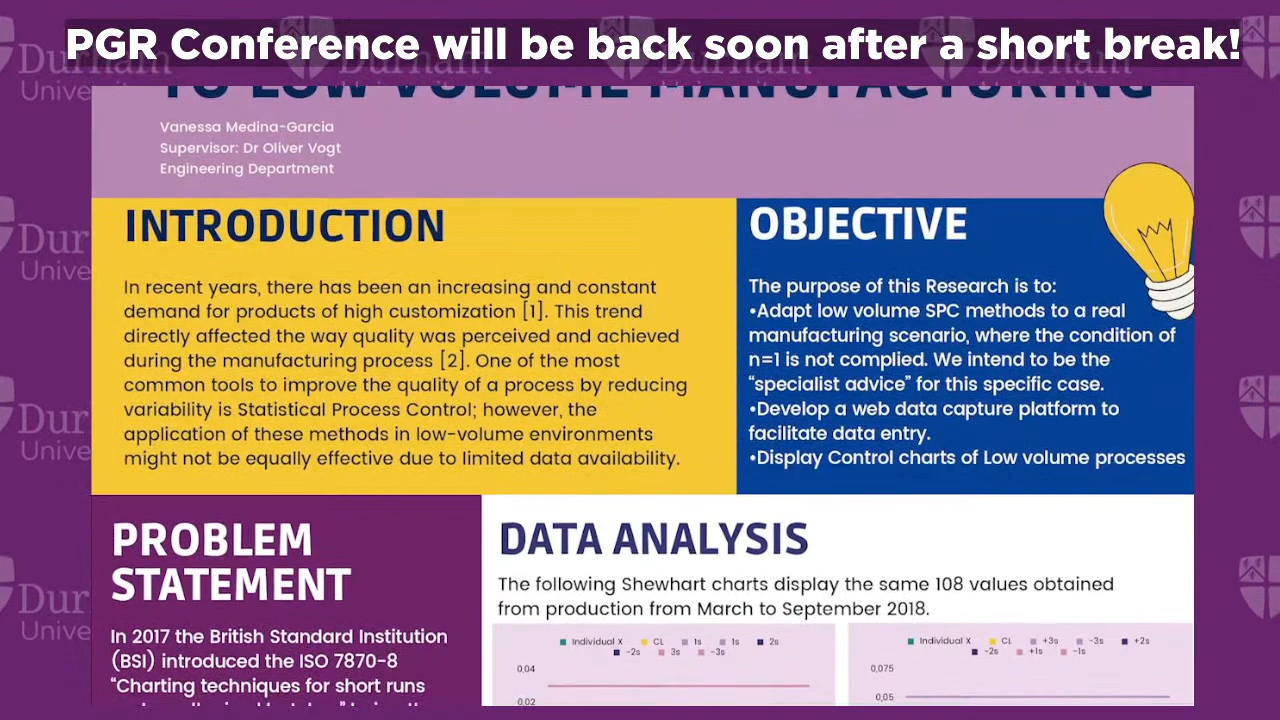 PGR Conference will be back soon after a short break!
TO LOW VOLUME MANUFACTURING
Vanessa Medina-Garcia
Supervisor: Dr Oliver Vogt
Engineering Department
INTRODUCTION
In recent years, there has been an increasing and constant
demand for products of high customization [1]. This trend
directly affected the way quality was perceived and achieved
during the manufacturing process [2]. One of the most
common tools to improve the quality of a process by reducing
variability is Statistical Process Control; however, the
application of these methods in low-volume environments
might not be equally effective due to limited data availability.
OBJECTIVE
The purpose of this Research is to:
•Adapt low volume SPC methods to a real
manufacturing scenario, where the condition of
n=1 is not complied. We intend to be the
“specialist advice” for this specific case.
•Develop a web data capture platform to
facilitate data entry.
•Display Control charts of Low volume processes
PROBLEM
STATEMENT
In 2017 the British Standard Institution
(BSI) introduced the ISO 7870-8
“Charting techniques for short runs
DATA ANALYSIS
The following Shewhart charts display the same 108 values obtained
from production from March to September 2018.
Individual X CL 1s 1s 2s
-2s 3s -3s
0,04
0,02
Individual X CL +3s -3s +2s
-2s +1s -1s
0,075
0,05
Durham
University